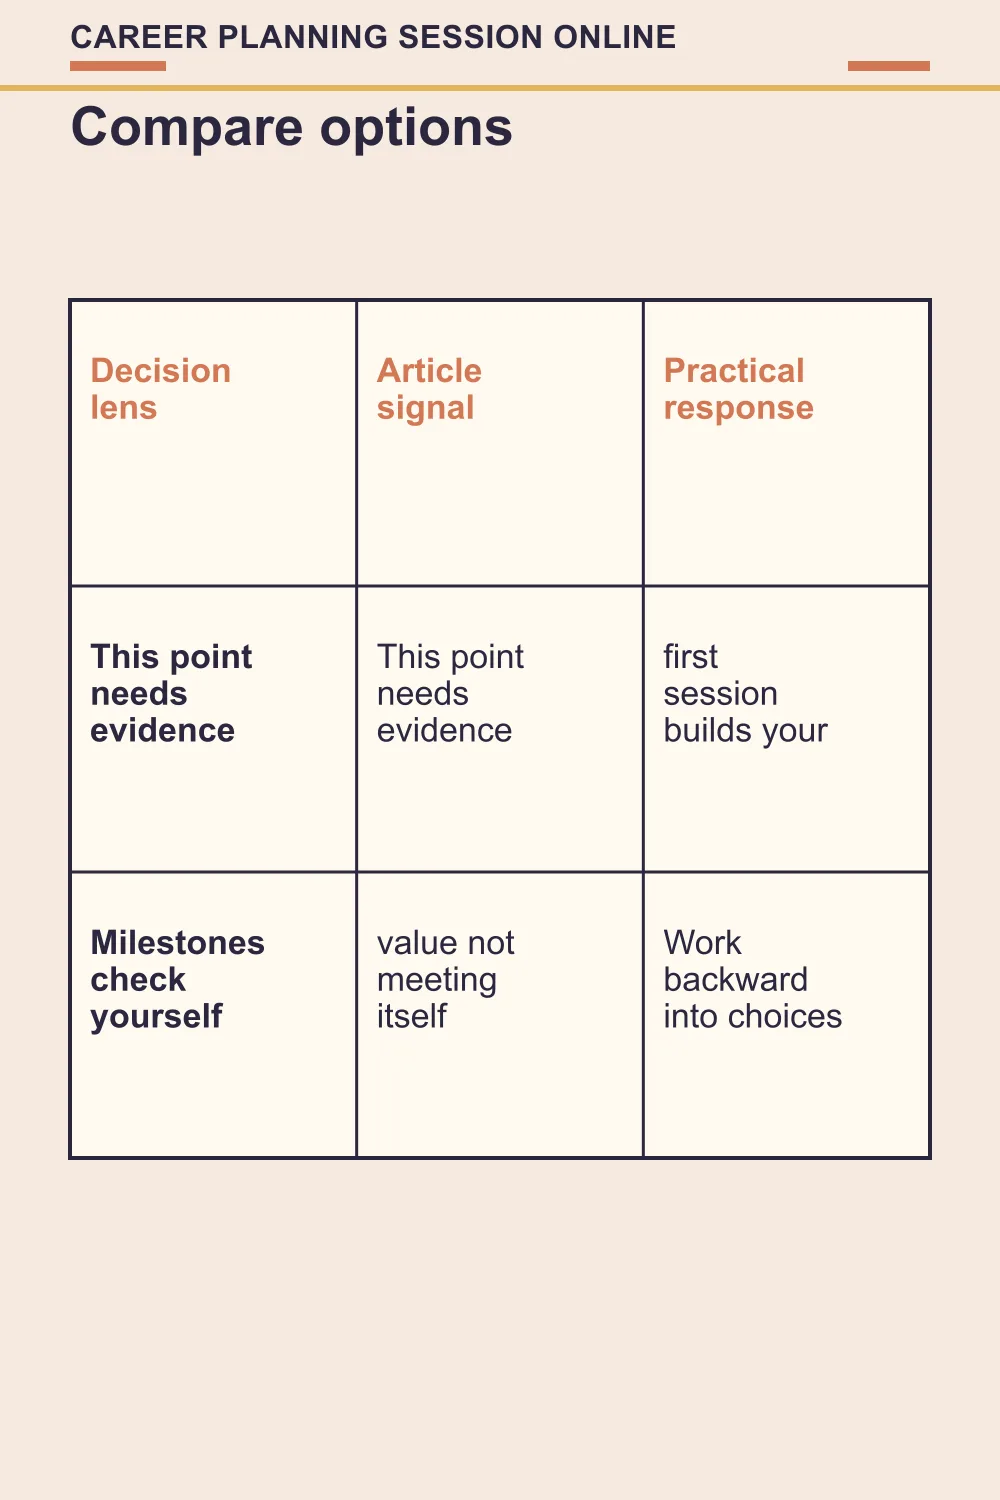 CAREER PLANNING SESSION ONLINE
Compare options
Decision
lens
Article
signal
Practical
response
This point
needs
evidence
This point
needs
evidence
first
session
builds your
Milestones
check
yourself
value not
meeting
itself
Work
backward
into choices